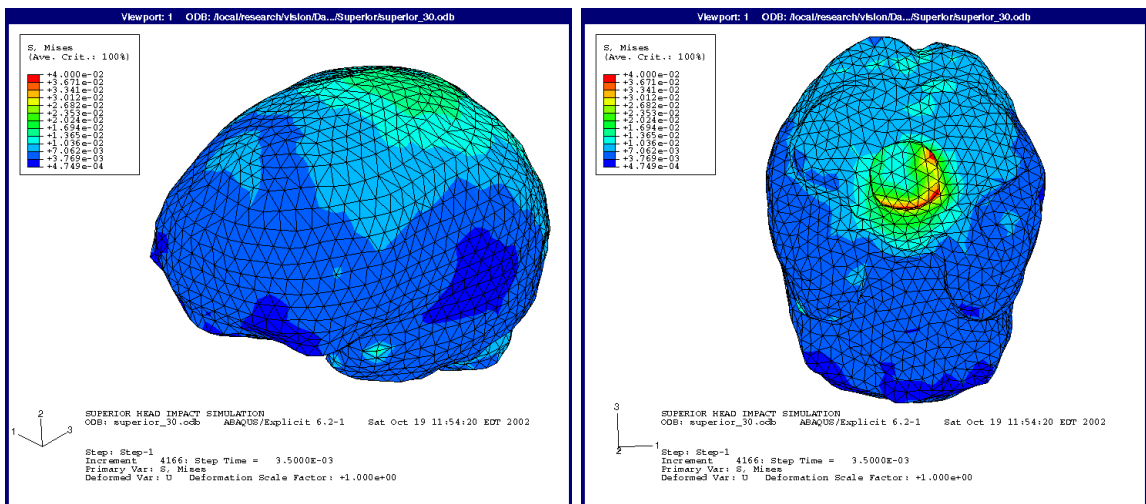 Viewport: 1 ODB: /local/research/vision/Da.../Superior/superior_30.odb
S, Mises
(Ave. Crit.: 100%)
+4.000e-02
+3.671e-02
+3.341e-02
+3.012e-02
+2.682e-02
+2.353e-02
+2.024e-02
+1.694e-02
+1.365e-02
+7.062e-03
+3.769e-03
+4.749e-04
2
1
3
SUPERIOR HEAD IMPACT SIMULATION
ODB: superior_30.odb ABAQUS/Explicit 6.2-1 Sat Oct 19 11:54:20 EDT 2002
Step: Step-1
Increment 4166: Step Time = 3.5000E-03
Primary Var: S, Mises
Deformed Var: U Deformation Scale Factor: +1.000e+00
Viewport: 1 ODB: /local/research/vision/Da.../Superior/superior_30.odb
S, Mises
(Ave. Crit.: 100%)
+4.000e-02
+3.671e-02
+3.341e-02
+3.012e-02
+2.682e-02
+2.353e-02
+2.024e-02
+1.694e-02
+1.365e-02
+7.062e-03
+3.769e-03
+4.749e-04
3
2
1
SUPERIOR HEAD IMPACT SIMULATION
ODB: superior_30.odb ABAQUS/Explicit 6.2-1 Sat Oct 19 11:54:20 EDT 2002
Step: Step-1
Increment 4166: Step Time = 3.5000E-03
Primary Var: S, Mises
Deformed Var: U Deformation Scale Factor: +1.000e+00